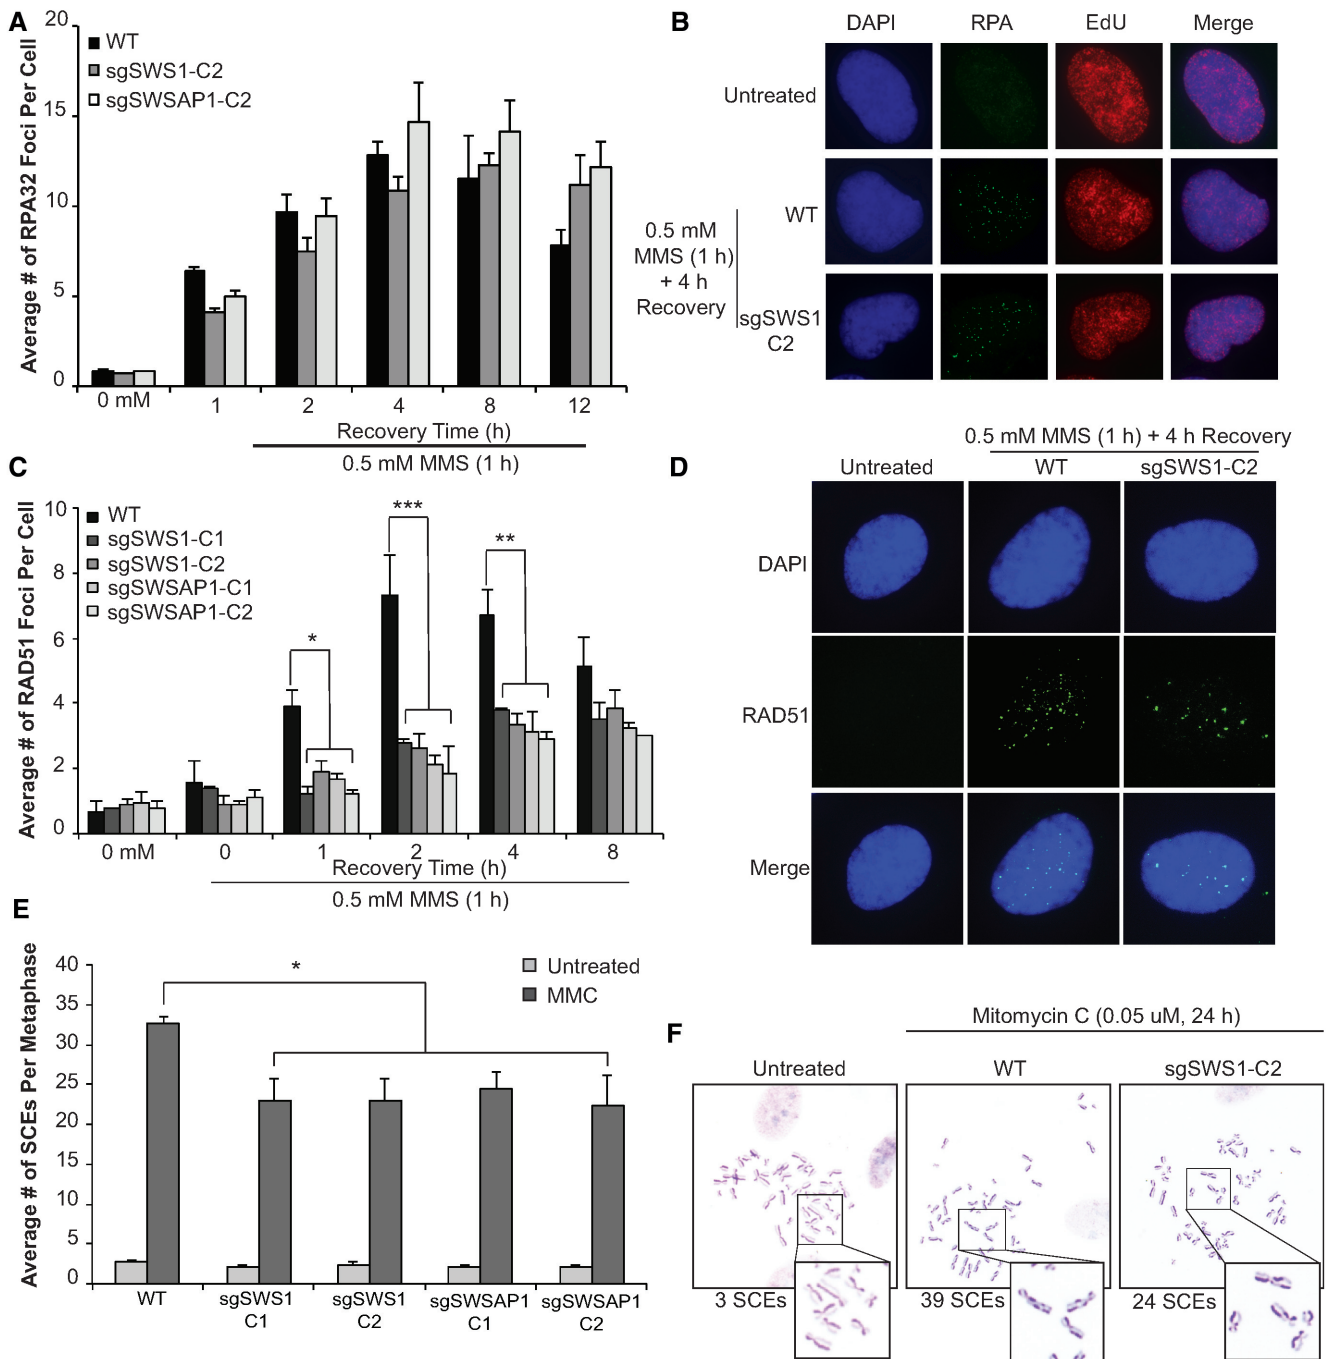 A
Average # of RPA32 Foci Per Cell
20
15
10
5
0
WT
sgSWS1-C2
sgSWSAP1-C2
0 mM
1
2
4
8
12
Recovery Time (h)
0.5 mM MMS (1 h)
B
DAPI
RPA
EdU
Merge
Untreated
WT
0.5 mM
MMS (1 h)
+ 4 h
Recovery
sgSWS1
C2
C
Average # of RAD51 Foci Per Cell
10
8
6
4
2
0
WT
sgSWS1-C1
sgSWS1-C2
sgSWSAP1-C1
sgSWSAP1-C2
*
***
**
0 mM
0
1
2
4
8
Recovery Time (h)
0.5 mM MMS (1 h)
D
0.5 mM MMS (1 h) + 4 h Recovery
Untreated
WT
sgSWS1-C2
DAPI
RAD51
Merge
E
Average # of SCEs Per Metaphase
40
35
30
25
20
15
10
5
0
*
Untreated
MMC
WT
sgSWS1
C1
sgSWS1
C2
sgSWSAP1
C1
sgSWSAP1
C2
F
Mitomycin C (0.05 uM, 24 h)
Untreated
WT
sgSWS1-C2
3 SCEs
39 SCEs
24 SCEs